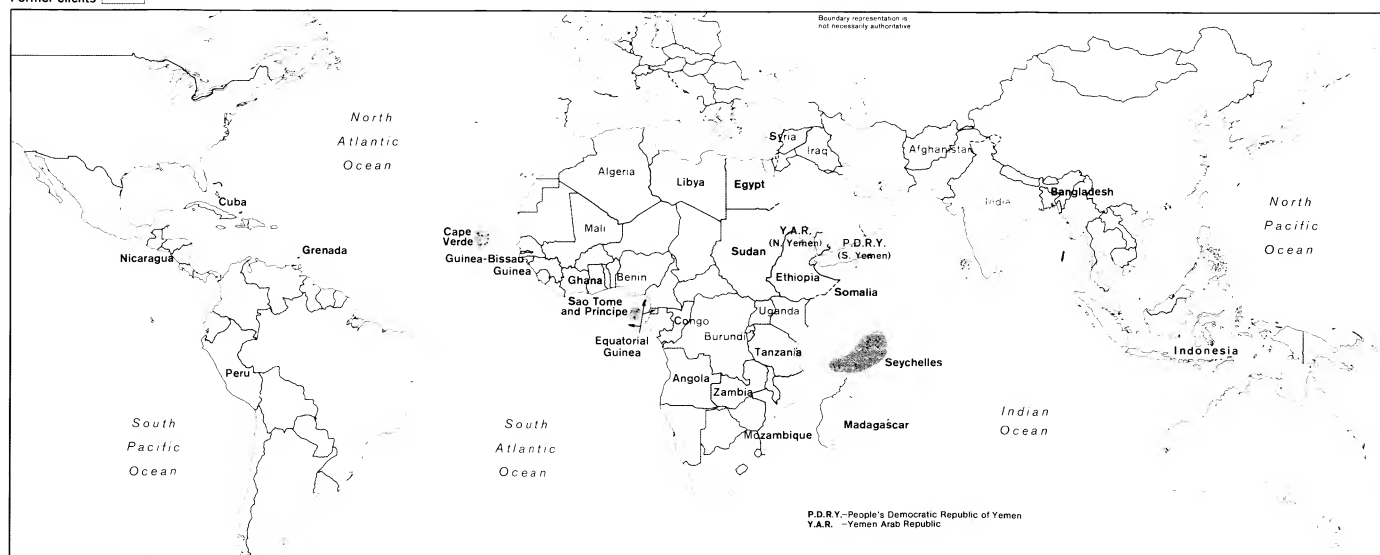 Former clients
Boundary representation is
not necessarily authoritative
North
Atlantic
Ocean
Syria
Iraq
Afghanistan
Algeria
Libya
Egypt
India
Bangladesh
North
Pacific
Ocean
Cuba
Cape
Verde
Mali
Y.A.R.
(N. Yemen)
P.D.R.Y.
(S. Yemen)
Nicaragua
Grenada
Guinea-Bissau
Guinea
Ghana
Benin
Sudan
Ethiopia
Somalia
Sao Tome
and Principe
Equatorial
Guinea
Congo
Uganda
Burundi
Tanzania
Seychelles
Indonesia
Peru
Angola
Zambia
Mozambique
Madagascar
South
Pacific
Ocean
South
Atlantic
Ocean
Indian
Ocean
P.D.R.Y.–People's Democratic Republic of Yemen
Y.A.R. –Yemen Arab Republic